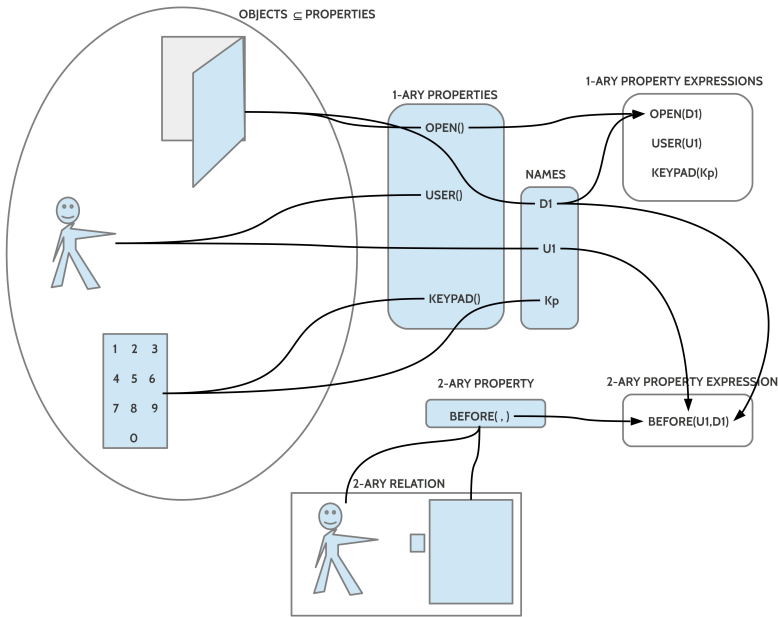 OBJECTS ⊆ PROPERTIES
1-ARY PROPERTIES
1-ARY PROPERTY EXPRESSIONS
OPEN()
OPEN(D1)
USER(U1)
KEYPAD(Kp)
NAMES
USER()
D1
U1
KEYPAD()
Kp
1 2 3
4 5 6
7 8 9
0
2-ARY PROPERTY
2-ARY PROPERTY EXPRESSION
BEFORE( , )
BEFORE(U1,D1)
2-ARY RELATION